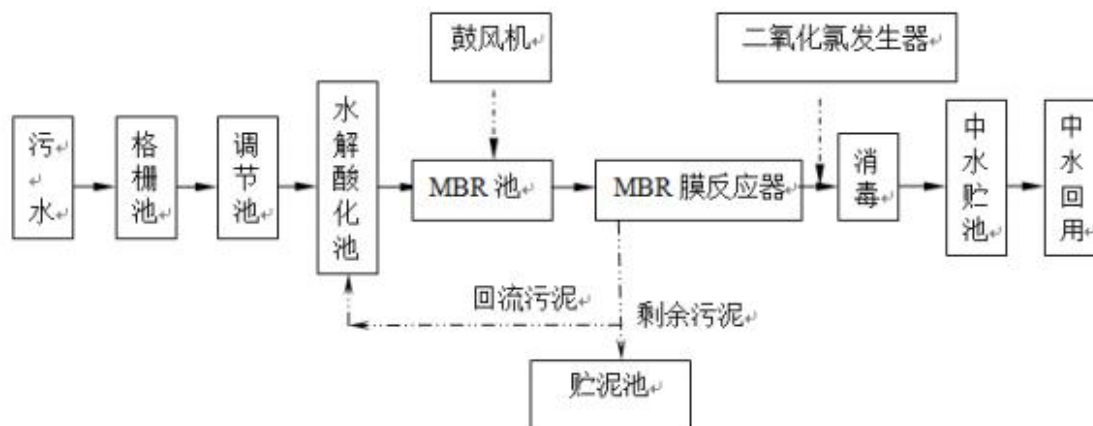 鼓风机
二氧化氯发生器
污水
格栅池
调节池
水解酸化池
MBR 池
MBR 膜反应器
消毒
中水贮池
中水回用
回流污泥
剩余污泥
贮泥池